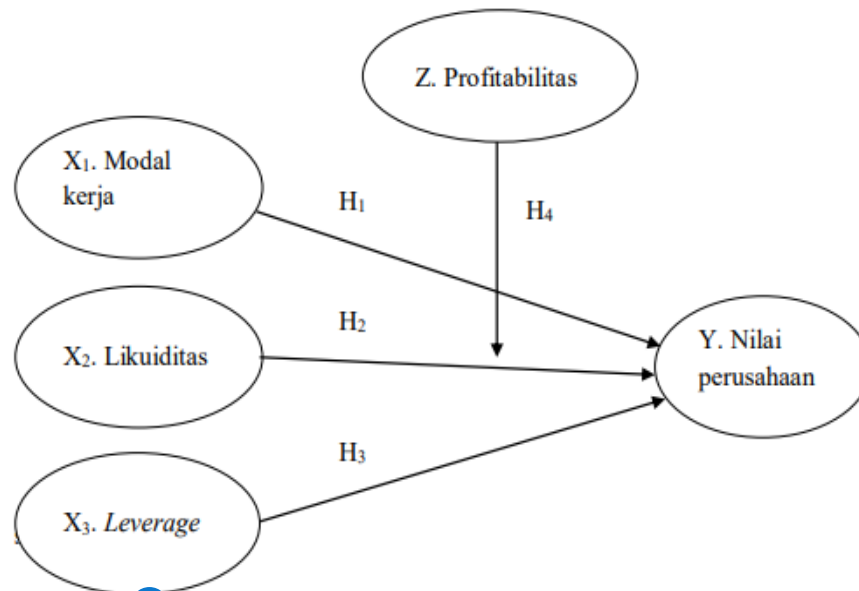 Z. Profitabilitas
X₁. Modal
kerja
H₁
H₄
H₂
X₂. Likuiditas
Y. Nilai
perusahaan
H₃
X₃. Leverage